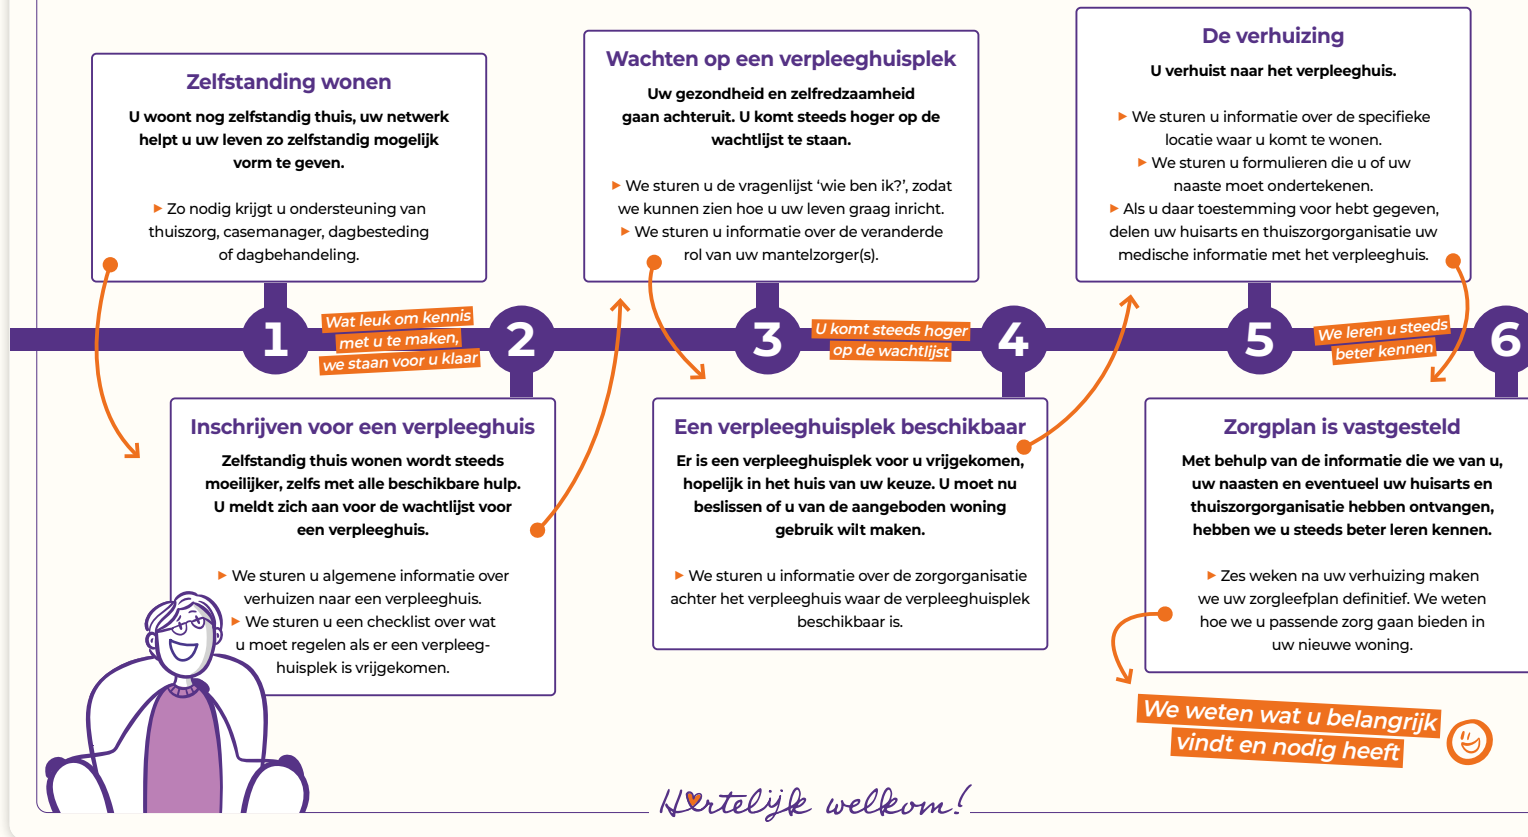 Zelfstanding wonen
U woont nog zelfstandig thuis, uw netwerk
helpt u uw leven zo zelfstandig mogelijk
vorm te geven.
► Zo nodig krijgt u ondersteuning van
thuiszorg, casemanager, dagbesteding
of dagbehandeling.
1
Wat leuk om kennis
met u te maken,
we staan voor u klaar
2
Inschrijven voor een verpleeghuis
Zelfstandig thuis wonen wordt steeds
moeilijker, zelfs met alle beschikbare hulp.
U meldt zich aan voor de wachtlijst voor
een verpleeghuis.
► We sturen u algemene informatie over
verhuizen naar een verpleeghuis.
► We sturen u een checklist over wat
u moet regelen als er een verpleeg-
huisplek is vrijgekomen.
Wachten op een verpleeghuisplek
Uw gezondheid en zelfredzaamheid
gaan achteruit. U komt steeds hoger op de
wachtlijst te staan.
► We sturen u de vragenlijst ‘wie ben ik?’, zodat
we kunnen zien hoe u uw leven graag inricht.
► We sturen u informatie over de veranderde
rol van uw mantelzorger(s).
3
U komt steeds hoger
op de wachtlijst
4
Een verpleeghuisplek beschikbaar
Er is een verpleeghuisplek voor u vrijgekomen,
hopelijk in het huis van uw keuze. U moet nu
beslissen of u van de aangeboden woning
gebruik wilt maken.
► We sturen u informatie over de zorgorganisatie
achter het verpleeghuis waar de verpleeghuisplek
beschikbaar is.
De verhuizing
U verhuist naar het verpleeghuis.
► We sturen u informatie over de specifieke
locatie waar u komt te wonen.
► We sturen u formulieren die u of uw
naaste moet ondertekenen.
► Als u daar toestemming voor hebt gegeven,
delen uw huisarts en thuiszorgorganisatie uw
medische informatie met het verpleeghuis.
5
We leren u steeds
beter kennen
6
Zorgplan is vastgesteld
Met behulp van de informatie die we van u,
uw naasten en eventueel uw huisarts en
thuiszorgorganisatie hebben ontvangen,
hebben we u steeds beter leren kennen.
► Zes weken na uw verhuizing maken
we uw zorgleefplan definitief. We weten
hoe we u passende zorg gaan bieden in
uw nieuwe woning.
We weten wat u belangrijk
vindt en nodig heeft
Hartelijk welkom!